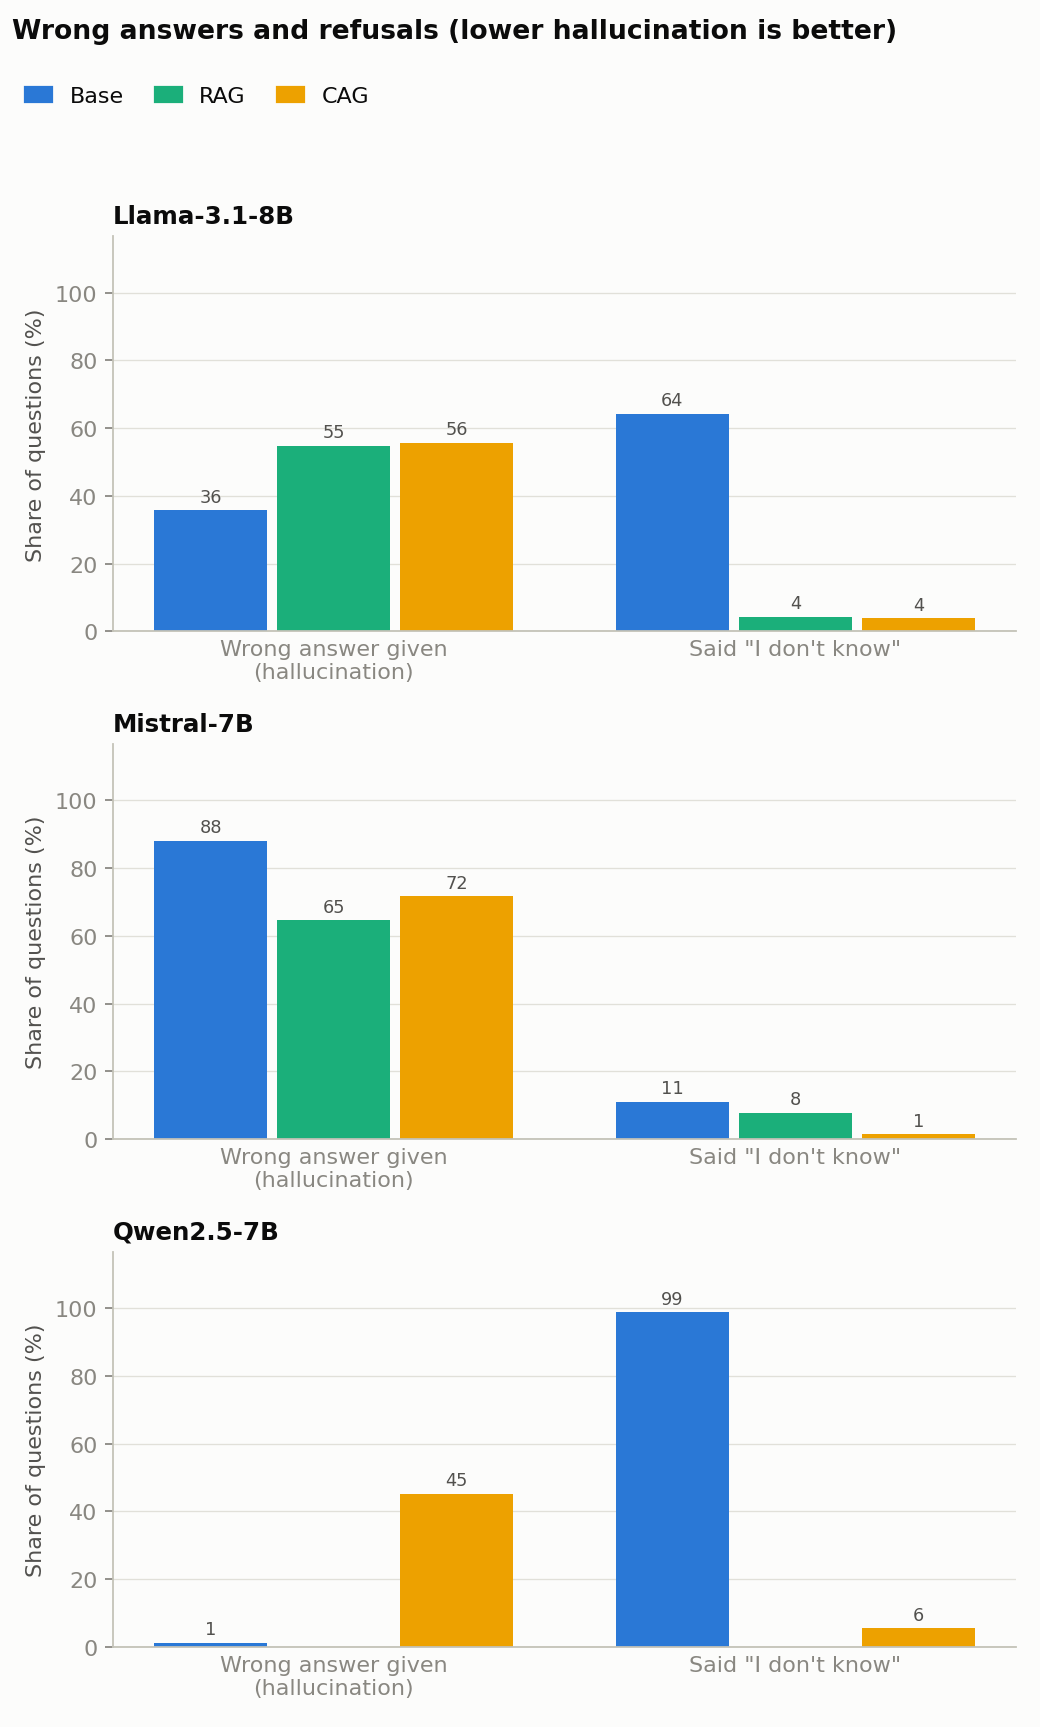 Wrong answers and refusals (lower hallucination is better)
Base RAG CAG
Llama-3.1-8B
Share of questions (%)
100
80
60
40
20
0
36
55
56
64
4
4
Wrong answer given
(hallucination)
Said "I don't know"
Mistral-7B
Share of questions (%)
100
80
60
40
20
0
88
65
72
11
8
1
Wrong answer given
(hallucination)
Said "I don't know"
Qwen2.5-7B
Share of questions (%)
100
80
60
40
20
0
1
45
99
6
Wrong answer given
(hallucination)
Said "I don't know"